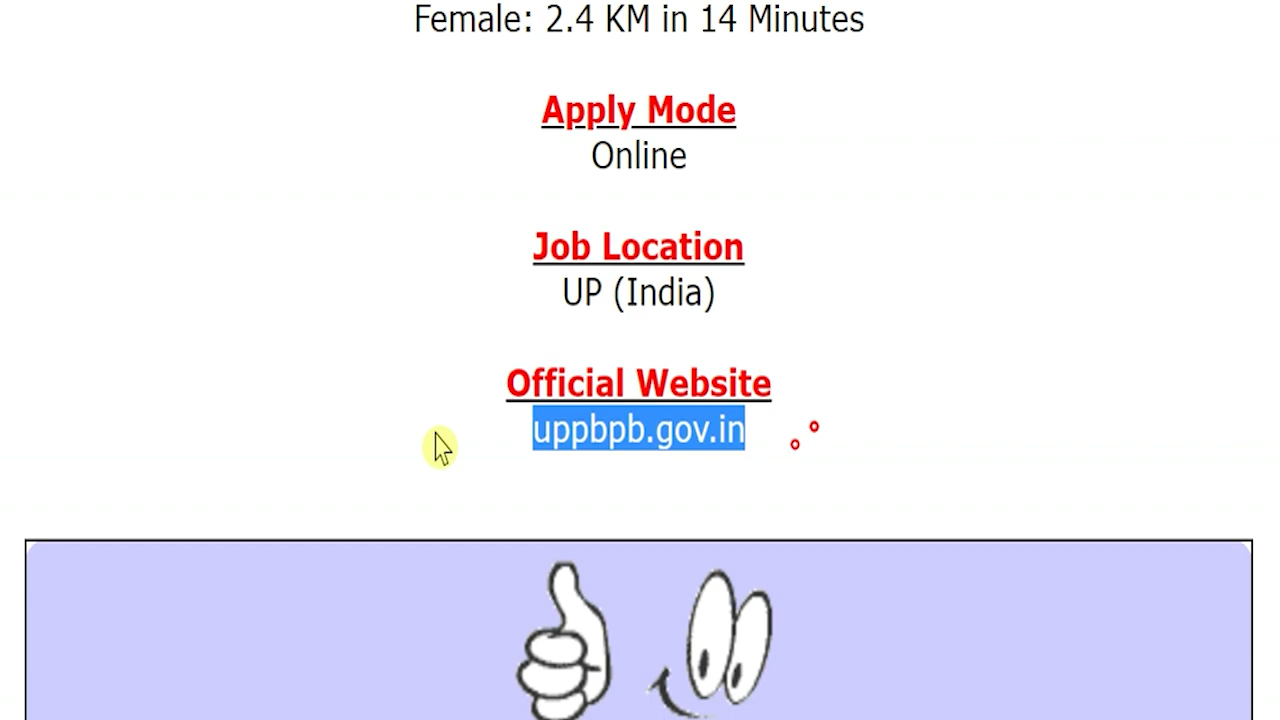 Female: 2.4 KM in 14 Minutes
Apply Mode
Online
Job Location
UP (India)
Official Website
uppbpb.gov.in